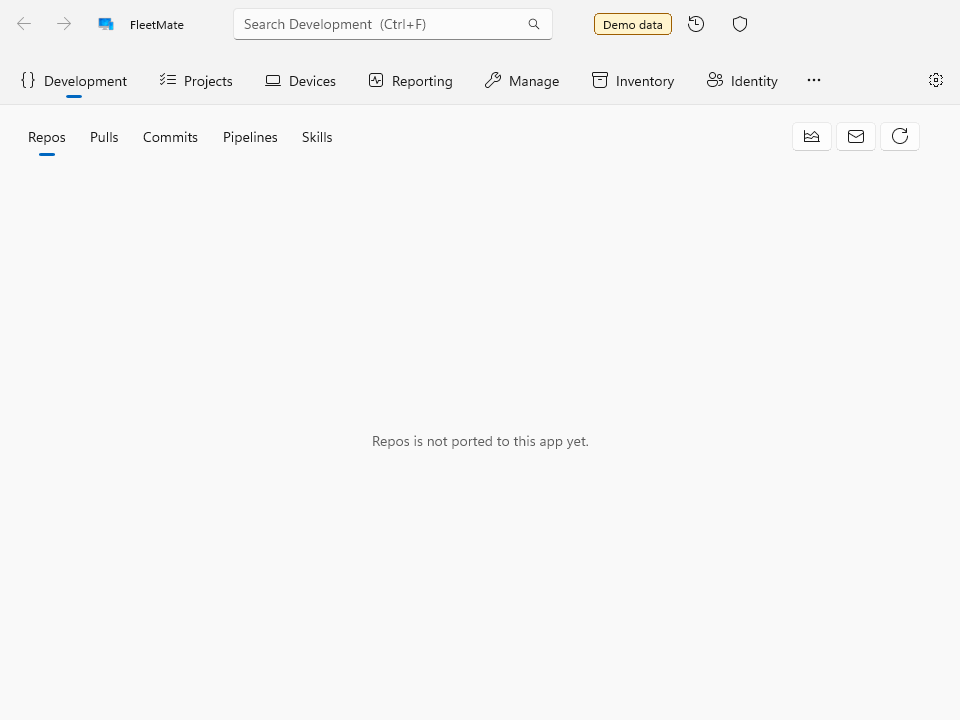 FleetMate
Search Development (Ctrl+F)
Demo data
Development
Projects
Devices
Reporting
Manage
Inventory
Identity
Repos
Pulls
Commits
Pipelines
Skills
Repos is not ported to this app yet.